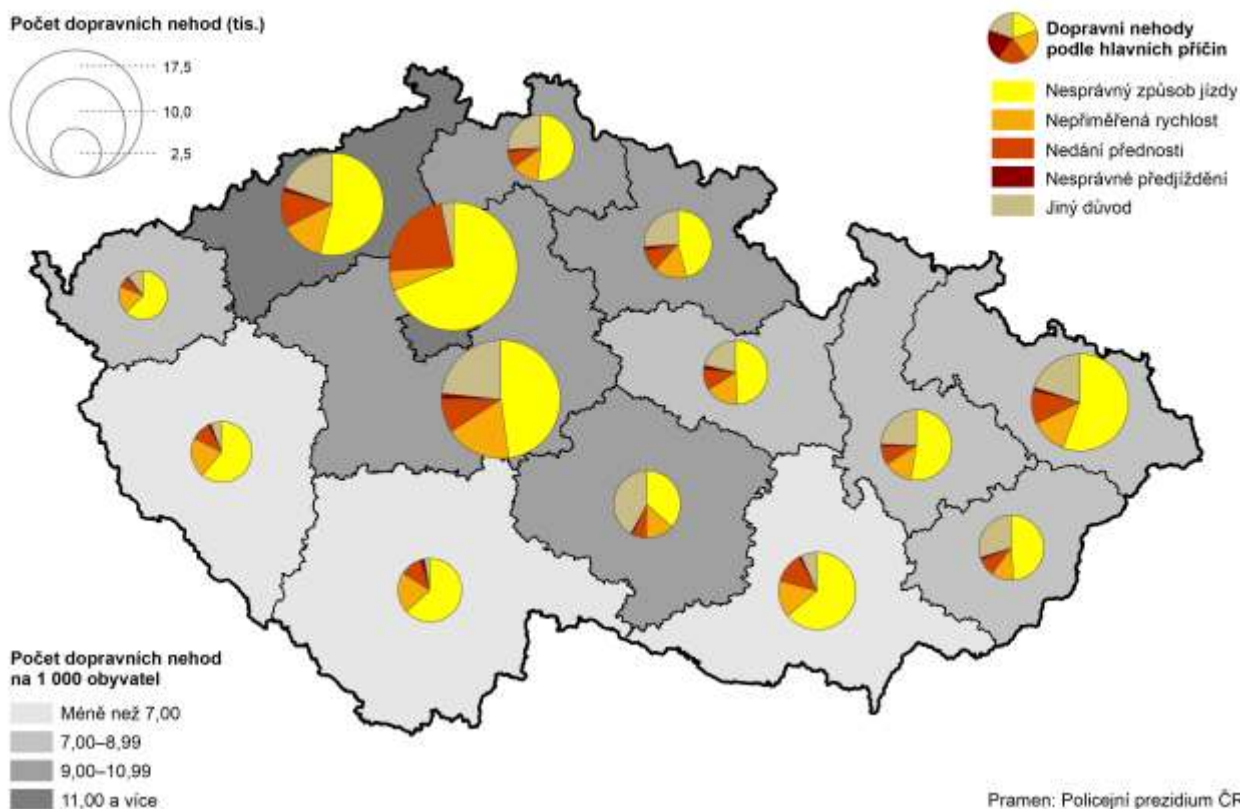 Počet dopravních nehod (tis.)
17,5
10,0
2,5
Dopravní nehody
podle hlavních příčin
Nesprávný způsob jízdy
Nepřiměřená rychlost
Nedání přednosti
Nesprávné předjíždění
Jiný důvod
Počet dopravních nehod
na 1 000 obyvatel
Méně než 7,00
7,00–8,99
9,00–10,99
11,00 a více
Pramen: Policejní prezidium ČR